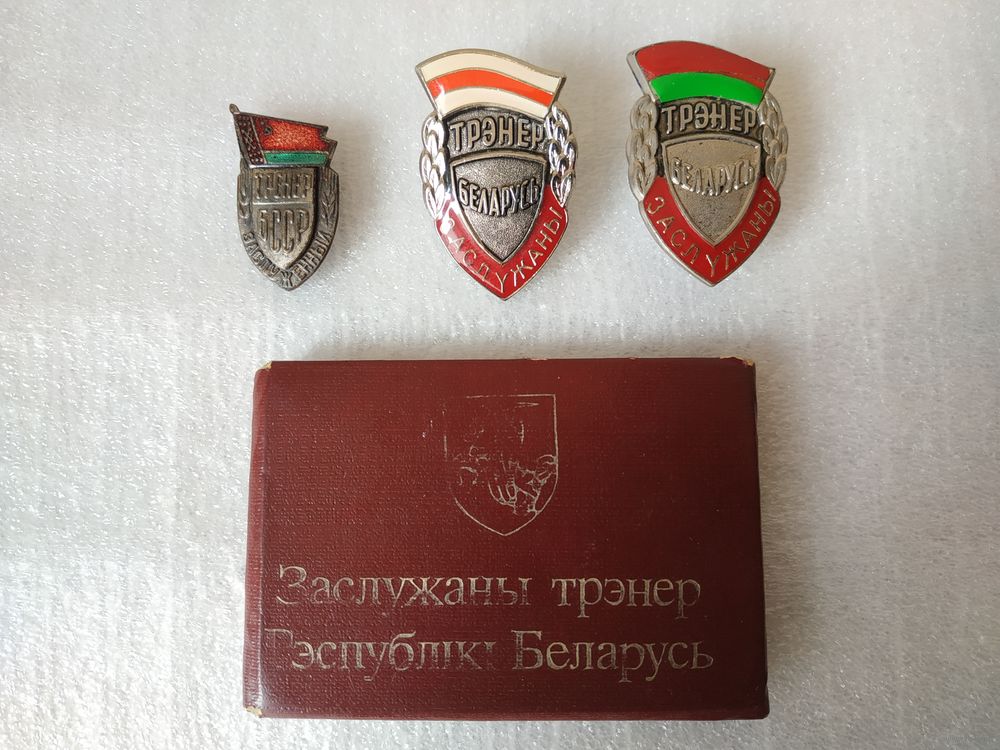 ТРЕНЕР
БССР
ЗАСЛУЖЕННЫЙ
ТРЭНЕР
БЕЛАРУСЬ
ЗАСЛУЖАНЫ
ТРЭНЕР
БЕЛАРУСЬ
ЗАСЛУЖАНЫ
Заслужаны трэнер
Рэспублікі Беларусь